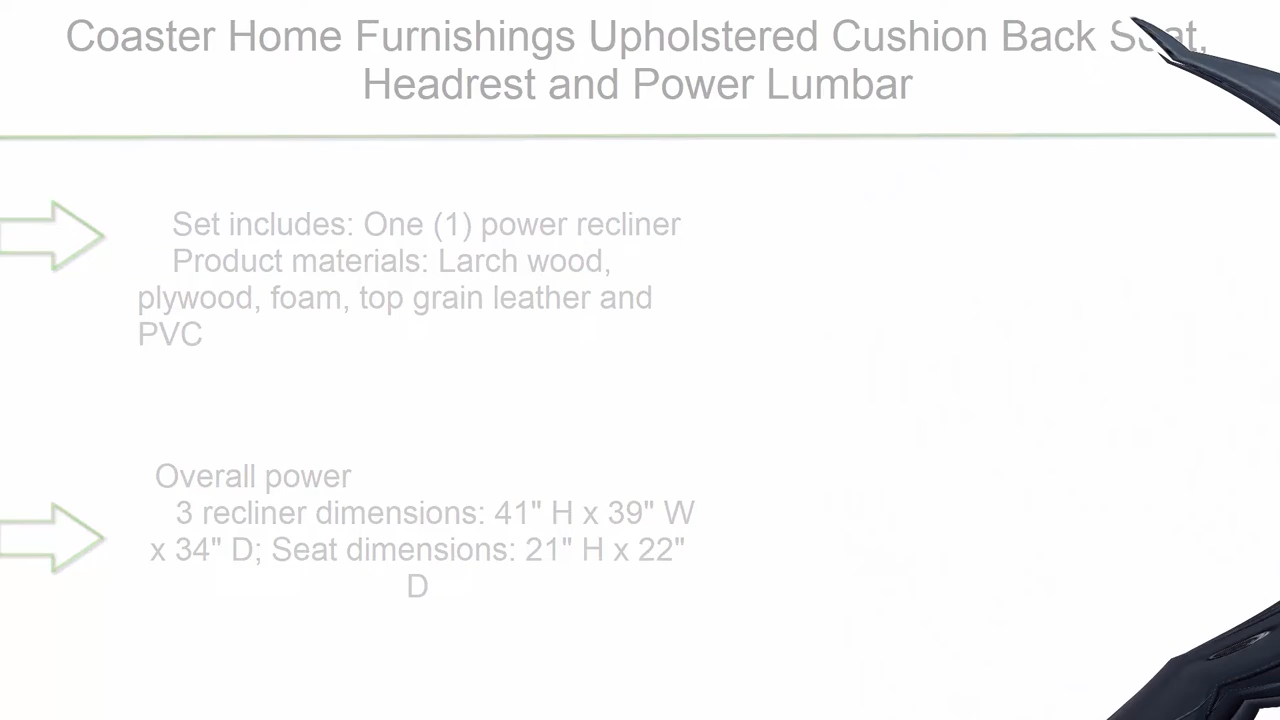 Coaster Home Furnishings Upholstered Cushion Back Seat,
Headrest and Power Lumbar
Set includes: One (1) power recliner
Product materials: Larch wood,
plywood, foam, top grain leather and
PVC
Overall power
3 recliner dimensions: 41" H x 39" W
x 34" D; Seat dimensions: 21" H x 22"
D